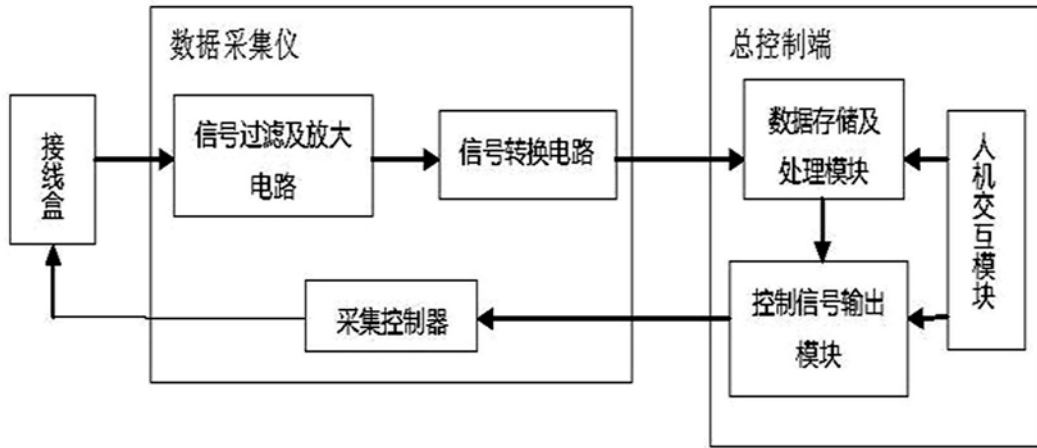 数据采集仪
总控制端
接线盒
信号过滤及放大
电路
信号转换电路
数据存储及
处理模块
人机交互模块
采集控制器
控制信号输出
模块